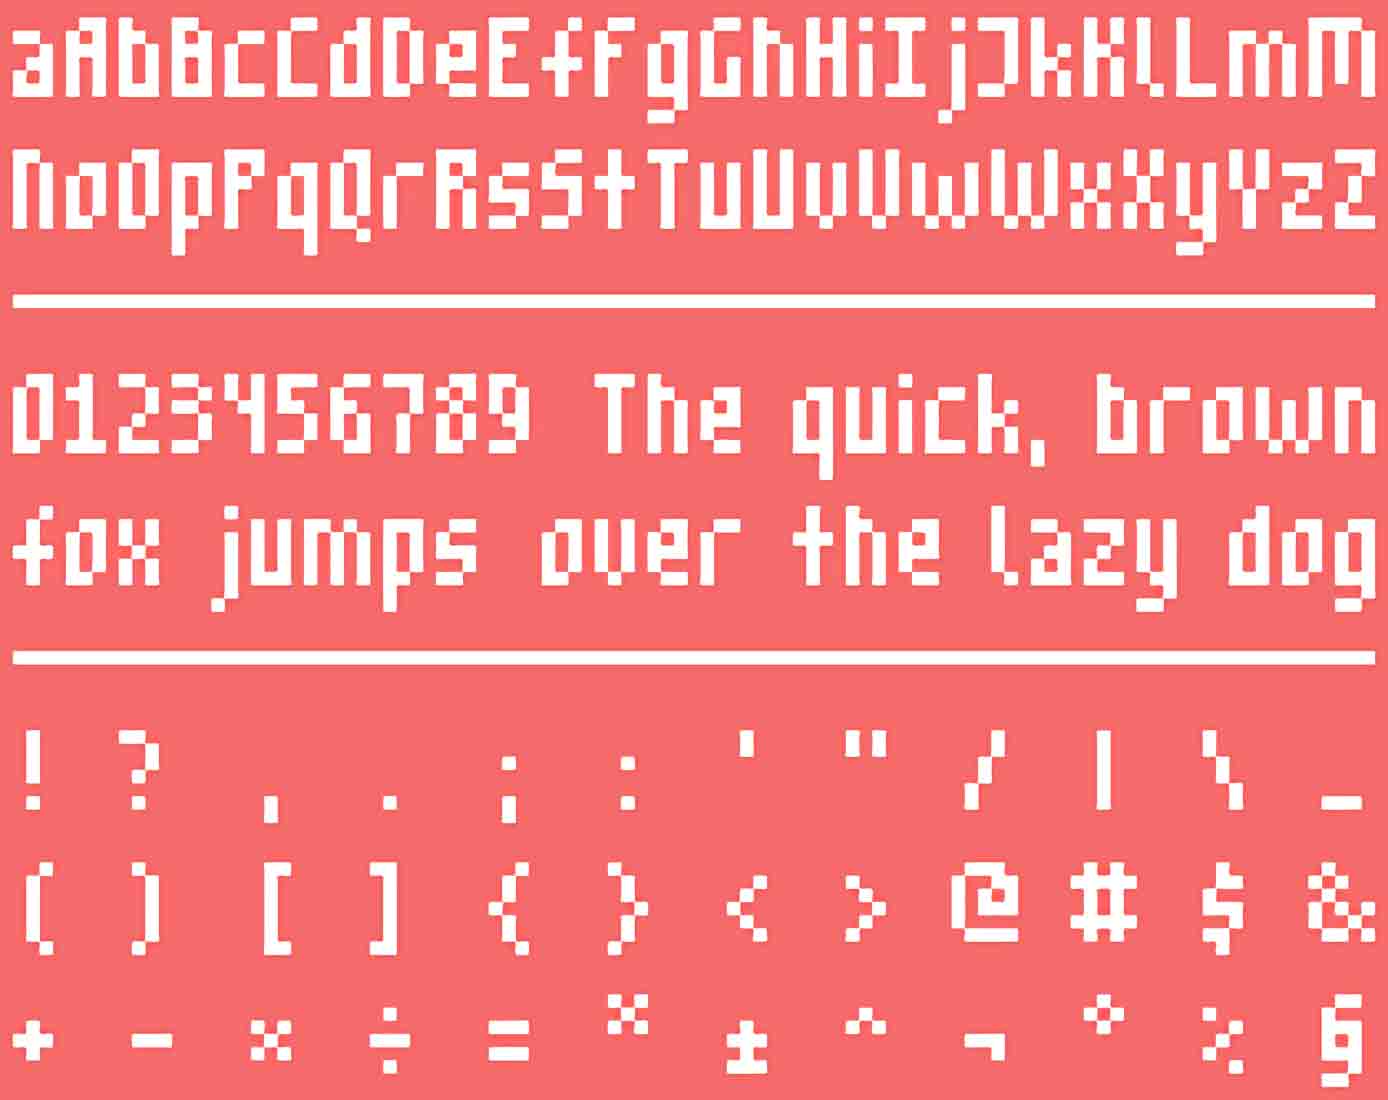 aAbBcCdDeEfFgGhHiIjJkKlLmM
nNoOpPqQrRsStTuUvVwWxXyYzZ
0123456789 The quick, brown
fox jumps over the lazy dog
! ? , . ; : ' " / | \ _
( ) [ ] { } < > @ # $ &
+ - × ÷ = * ± ^ ¬ ° % §